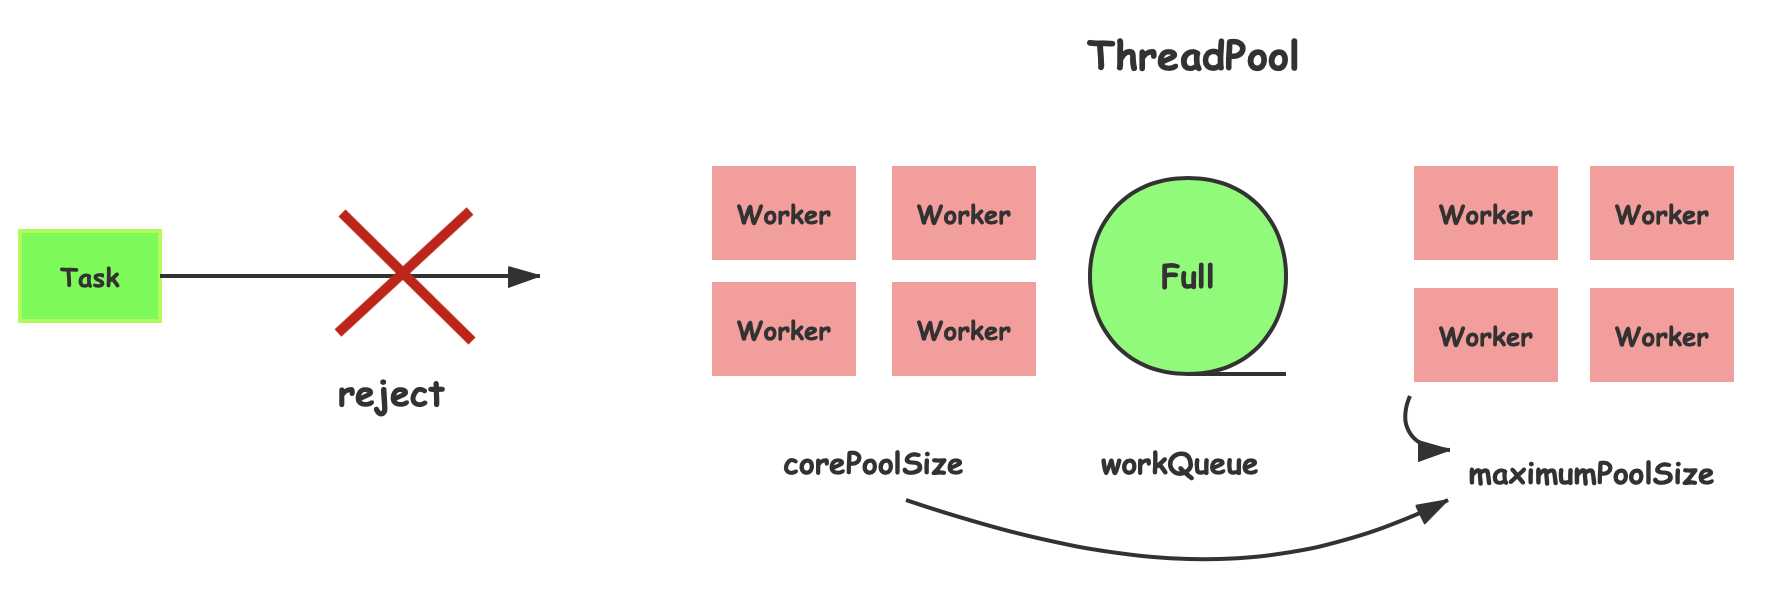 ThreadPool
Task
reject
Worker
Worker
Worker
Worker
corePoolSize
Full
workQueue
Worker
Worker
Worker
Worker
maximumPoolSize